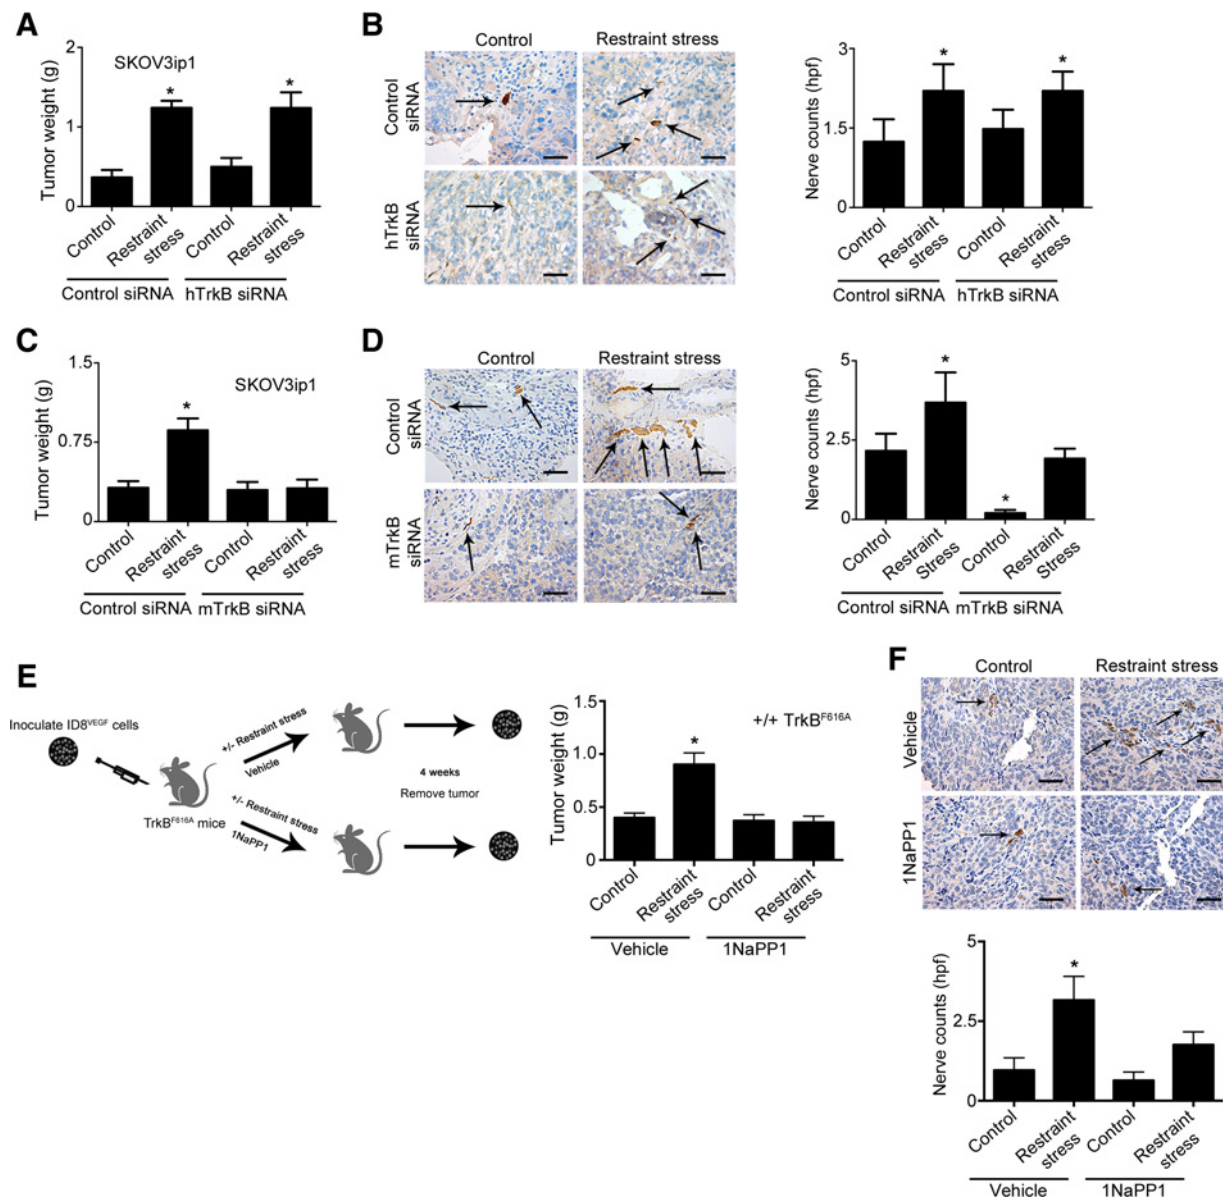 A
Tumor weight (g)
2
1
0
SKOV3ip1
*
*
Control
Restraint
stress
Control
Restraint
stress
Control siRNA
hTrkB siRNA
B
Control
Restraint stress
Control
siRNA
hTrkB
siRNA
Nerve counts (hpf)
3
1.5
0
*
*
Control
Restraint
stress
Control
Restraint
stress
Control siRNA
hTrkB siRNA
C
Tumor weight (g)
1.5
0.75
0
SKOV3ip1
*
Control
Restraint
stress
Control
Restraint
stress
Control siRNA
mTrkB siRNA
D
Control
Restraint stress
Control
siRNA
mTrkB
siRNA
Nerve counts (hpf)
5
2.5
0
*
*
Control
Restraint
Stress
Control
Restraint
Stress
Control siRNA
mTrkB siRNA
E
Inoculate ID8VEGF cells
TrkBF616A mice
+/- Restraint stress
Vehicle
+/- Restraint stress
1NaPP1
4 weeks
Remove tumor
Tumor weight (g)
1.5
1.0
0.5
0
+/+ TrkBF616A
*
Control
Restraint
stress
Control
Restraint
stress
Vehicle
1NaPP1
F
Control
Restraint stress
Vehicle
1NaPP1
Nerve counts (hpf)
5
2.5
0
*
Control
Restraint
stress
Control
Restraint
stress
Vehicle
1NaPP1